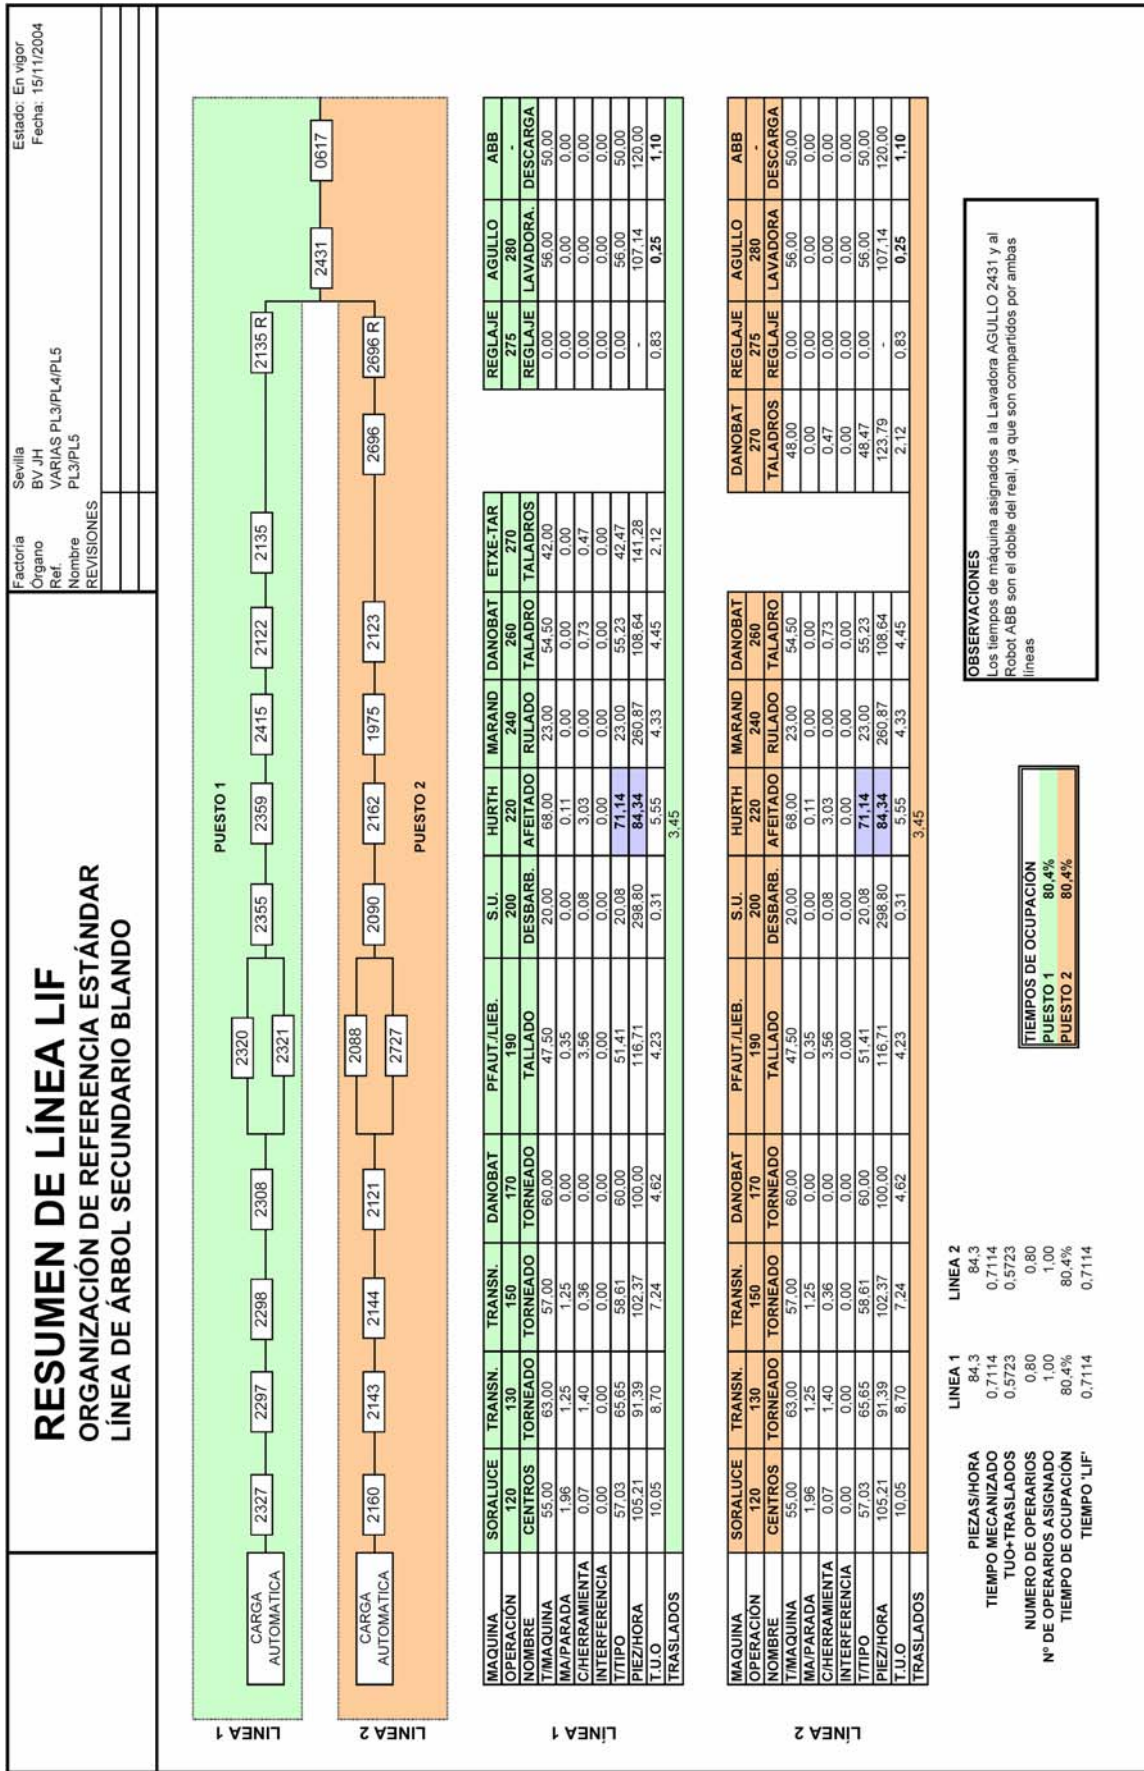 RESUMEN DE LÍNEA LIF
ORGANIZACIÓN DE REFERENCIA ESTÁNDAR
LÍNEA DE ÁRBOL SECUNDARIO BLANDO
Factoria Sevilla Estado: En vigor
Órgano BV JH Fecha: 15/11/2004
Ref. VARIAS PL3/PL4/PL5
Nombre PL3/PL5
REVISIONES
LINEA 1
PUESTO 1
CARGA AUTOMATICA 2327 2297 2298 2308 2320 2321 2355 2359 2415 2122 2135 2135 R
2431 0617
LINEA 2
CARGA AUTOMATICA 2160 2143 2144 2121 2088 2727 2090 2162 1975 2123 2696 2696 R
PUESTO 2
LÍNEA 1
MAQUINA SORALUCE TRANSN. TRANSN. DANOBAT PFAUT./LIEB. S.U. HURTH MARAND DANOBAT ETXE-TAR REGLAJE AGULLO ABB
OPERACIÓN 120 130 150 170 190 200 220 240 260 270 275 280 -
NOMBRE CENTROS TORNEADO TORNEADO TORNEADO TALLADO DESBARB. AFEITADO RULADO TALADRO TALADROS REGLAJE LAVADORA. DESCARGA
T/MAQUINA 55,00 63,00 57,00 60,00 47,50 20,00 68,00 23,00 54,50 42,00 0,00 56,00 50,00
MA/PARADA 1,96 1,25 1,25 0,00 0,35 0,00 0,11 0,00 0,00 0,00 0,00 0,00 0,00
C/HERRAMIENTA 0,07 1,40 0,36 0,00 3,56 0,08 3,03 0,00 0,73 0,47 0,00 0,00 0,00
INTERFERENCIA 0,00 0,00 0,00 0,00 0,00 0,00 0,00 0,00 0,00 0,00 0,00 0,00 0,00
T/TIPO 57,03 65,65 58,61 60,00 51,41 20,08 71,14 23,00 55,23 42,47 0,00 56,00 50,00
PIEZ/HORA 105,21 91,39 102,37 100,00 116,71 298,80 84,34 260,87 108,64 141,28 - 107,14 120,00
T.U.O 10,05 8,70 7,24 4,62 4,23 0,31 5,55 4,33 4,45 2,12 0,83 0,25 1,10
TRASLADOS 3,45
LÍNEA 2
MAQUINA SORALUCE TRANSN. TRANSN. DANOBAT PFAUT./LIEB. S.U. HURTH MARAND DANOBAT DANOBAT REGLAJE AGULLO ABB
OPERACIÓN 120 130 150 170 190 200 220 240 260 270 275 280 -
NOMBRE CENTROS TORNEADO TORNEADO TORNEADO TALLADO DESBARB. AFEITADO RULADO TALADRO TALADROS REGLAJE LAVADORA DESCARGA
T/MAQUINA 55,00 63,00 57,00 60,00 47,50 20,00 68,00 23,00 54,50 48,00 0,00 56,00 50,00
MA/PARADA 1,96 1,25 1,25 0,00 0,35 0,00 0,11 0,00 0,00 0,00 0,00 0,00 0,00
C/HERRAMIENTA 0,07 1,40 0,36 0,00 3,56 0,08 3,03 0,00 0,73 0,47 0,00 0,00 0,00
INTERFERENCIA 0,00 0,00 0,00 0,00 0,00 0,00 0,00 0,00 0,00 0,00 0,00 0,00 0,00
T/TIPO 57,03 65,65 58,61 60,00 51,41 20,08 71,14 23,00 55,23 48,47 0,00 56,00 50,00
PIEZ/HORA 105,21 91,39 102,37 100,00 116,71 298,80 84,34 260,87 108,64 123,79 - 107,14 120,00
T.U.O 10,05 8,70 7,24 4,62 4,23 0,31 5,55 4,33 4,45 2,12 0,83 0,25 1,10
TRASLADOS 3,45
LINEA 1 LINEA 2
PIEZAS/HORA 84,3 84,3
TIEMPO MECANIZADO 0,7114 0,7114
TUO+TRASLADOS 0,5723 0,5723
NUMERO DE OPERARIOS 0,80 0,80
Nº DE OPERARIOS ASIGNADO 1,00 1,00
TIEMPO DE OCUPACIÓN 80,4% 80,4%
TIEMPO 'LIF' 0,7114 0,7114
TIEMPOS DE OCUPACION
PUESTO 1 80,4%
PUESTO 2 80,4%
OBSERVACIONES
Los tiempos de máquina asignados a la Lavadora AGULLO 2431 y al
Robot ABB son el doble del real, ya que son compartidos por ambas
líneas